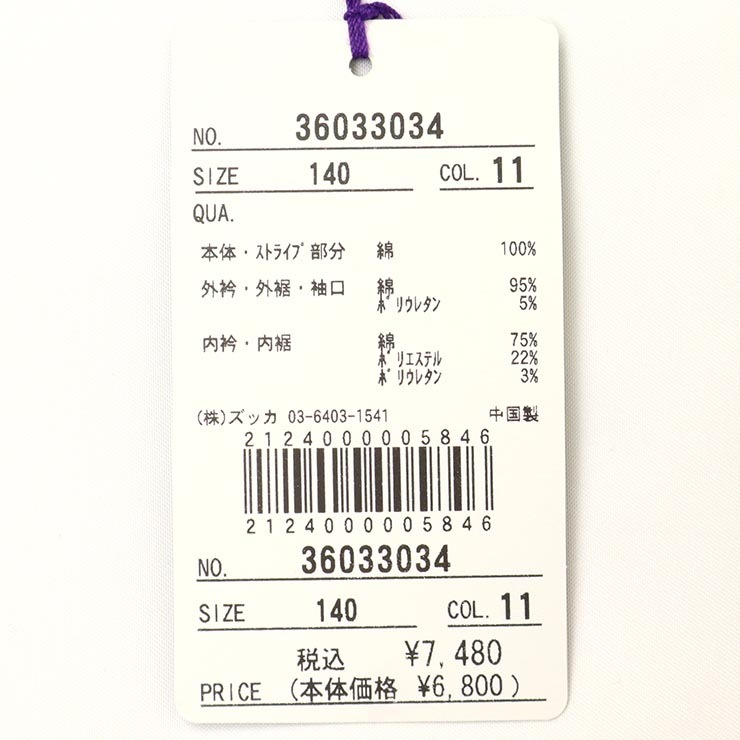 NO. 36033034
SIZE 140 COL. 11
QUA.
本体・ストライプ部分 綿 100%
外衿・外裾・袖口 綿 95%
ポリウレタン 5%
内衿・内裾 綿 75%
ポリエステル 22%
ポリウレタン 3%
(株)ズッカ 03-6403-1541 中国製
2124000005846
2124000005846
NO. 36033034
SIZE 140 COL. 11
税込 ¥7,480
PRICE (本体価格 ¥6,800)